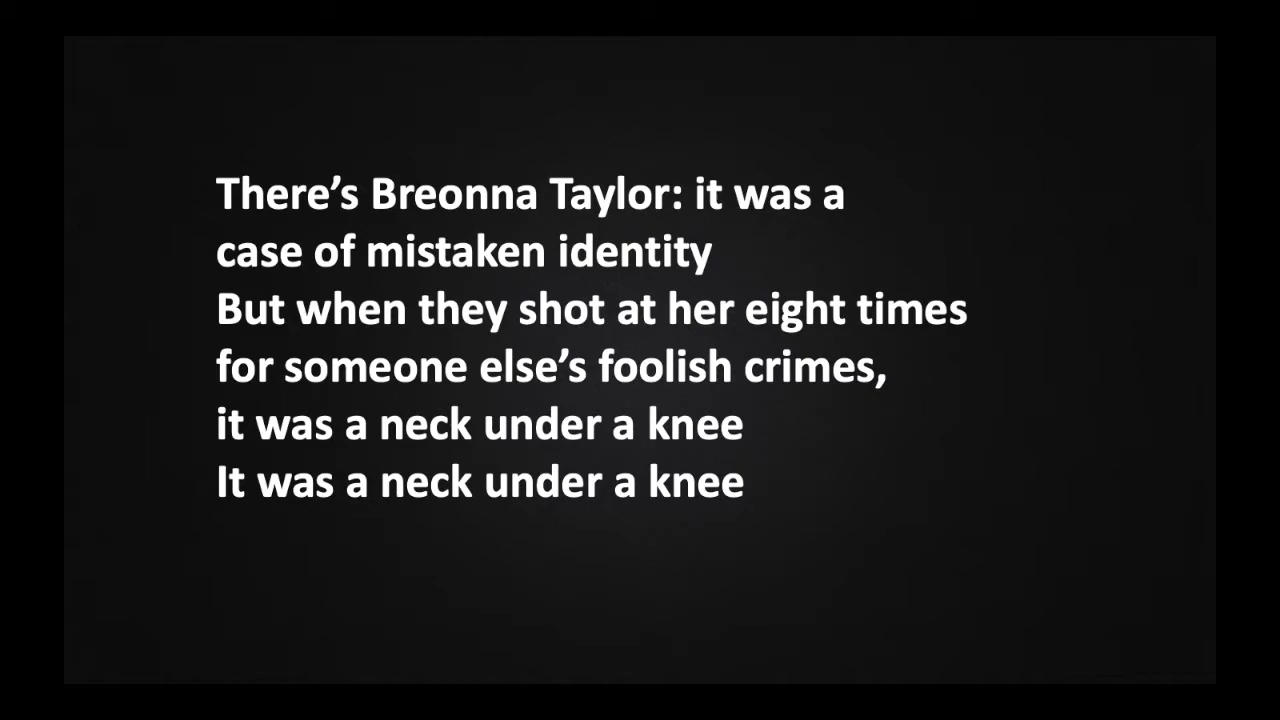 There’s Breonna Taylor: it was a
case of mistaken identity
But when they shot at her eight times
for someone else’s foolish crimes,
it was a neck under a knee
It was a neck under a knee